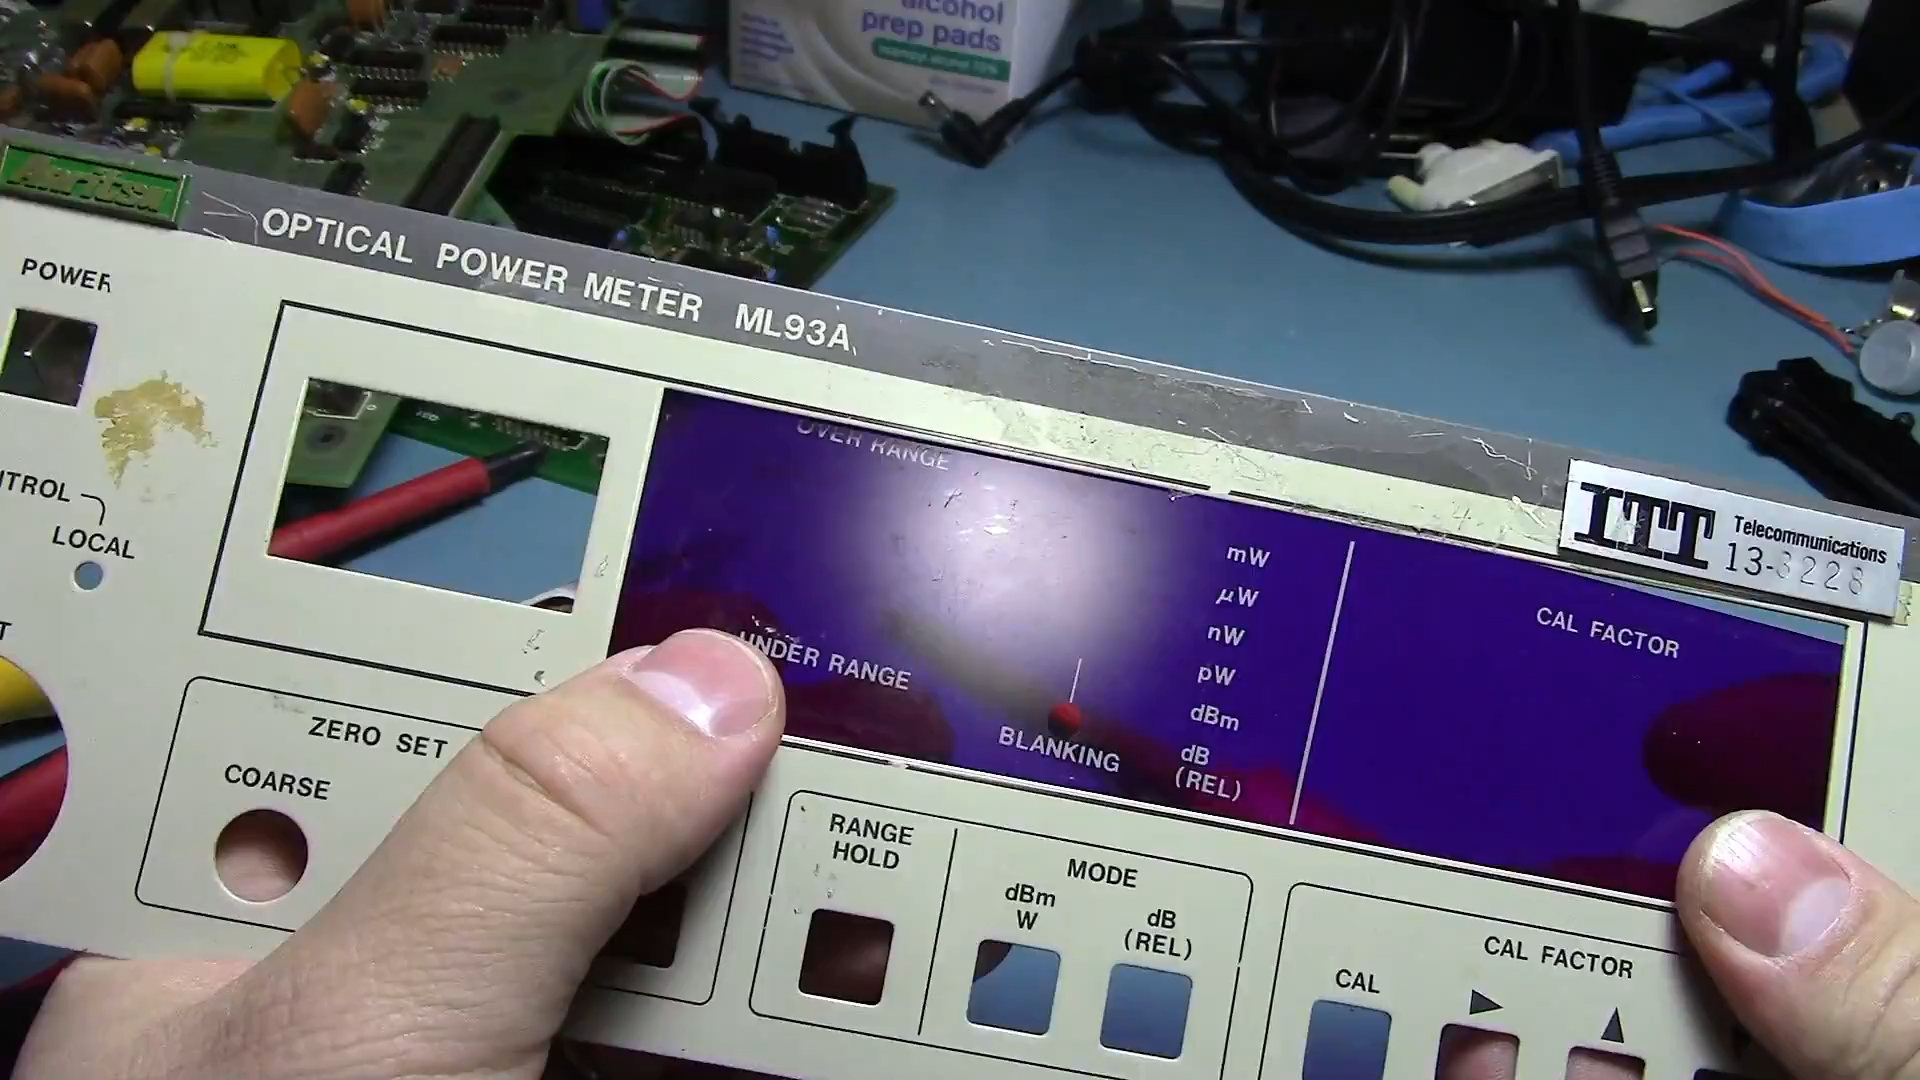 alcohol
prep pads
Anritsu
OPTICAL POWER METER ML93A
POWER
LOCAL
OVER RANGE
UNDER RANGE
BLANKING
mW
µW
nW
pW
dBm
dB
(REL)
CAL FACTOR
ITT Telecommunications
13-3228
ZERO SET
COARSE
RANGE
HOLD
MODE
dBm
W
dB
(REL)
CAL FACTOR
CAL